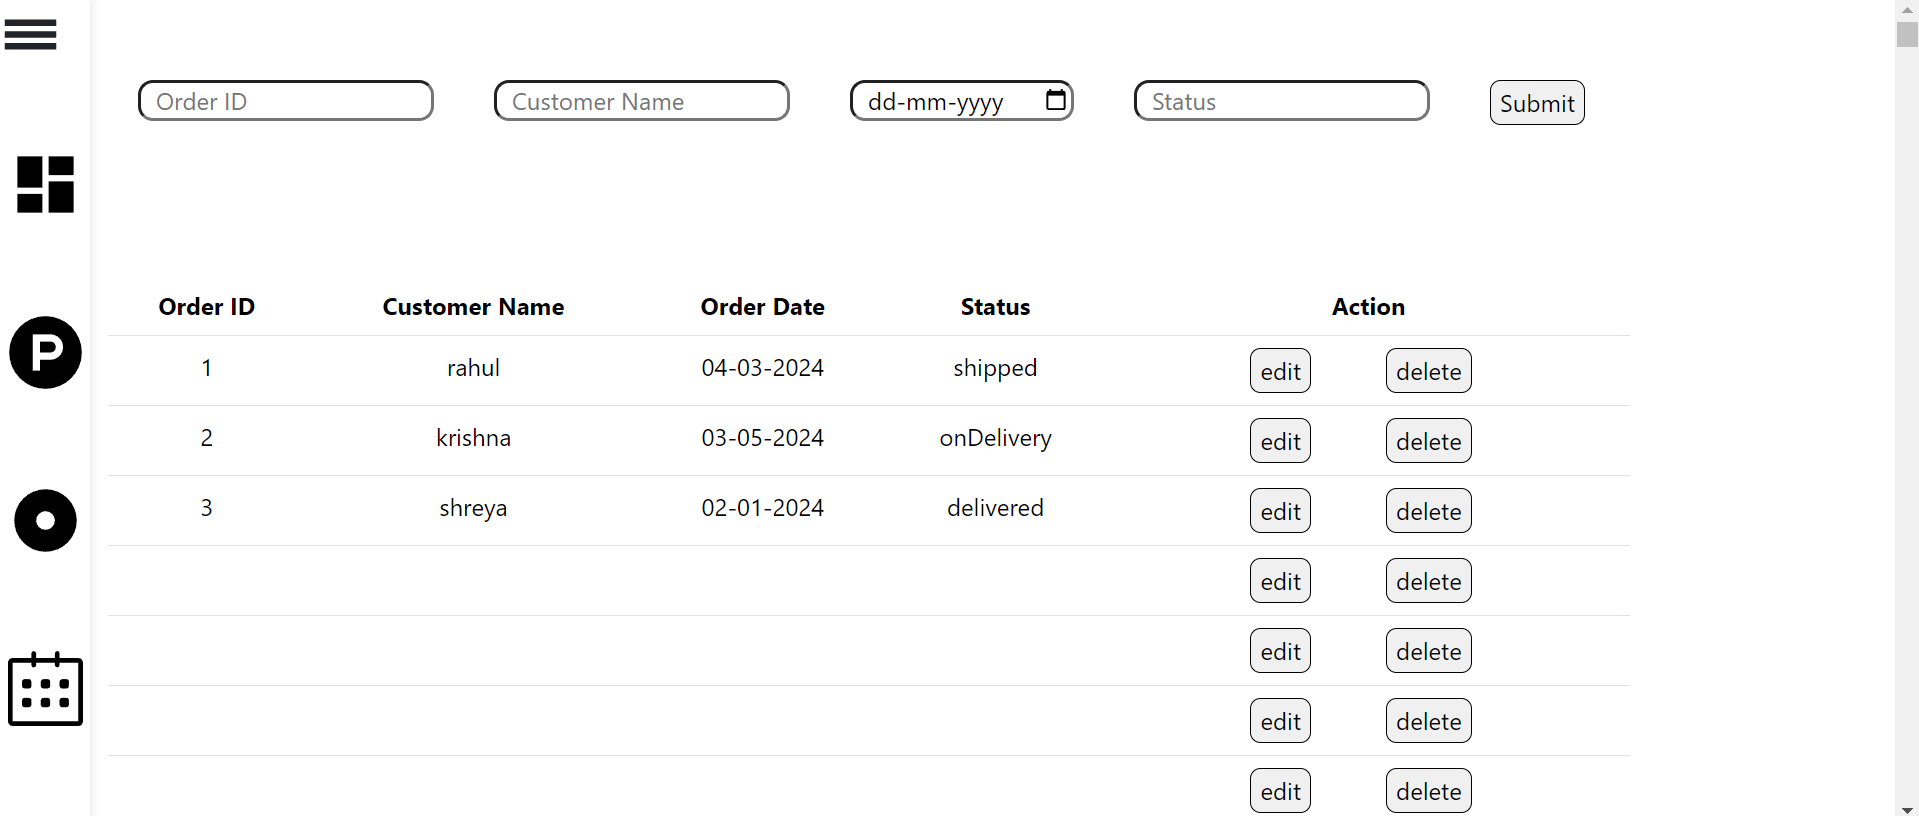 Order ID Customer Name dd-mm-yyyy Status Submit
Order ID Customer Name Order Date Status Action
P
1 rahul 04-03-2024 shipped edit delete
2 krishna 03-05-2024 onDelivery edit delete
3 shreya 02-01-2024 delivered edit delete
edit delete
edit delete
edit delete
edit delete